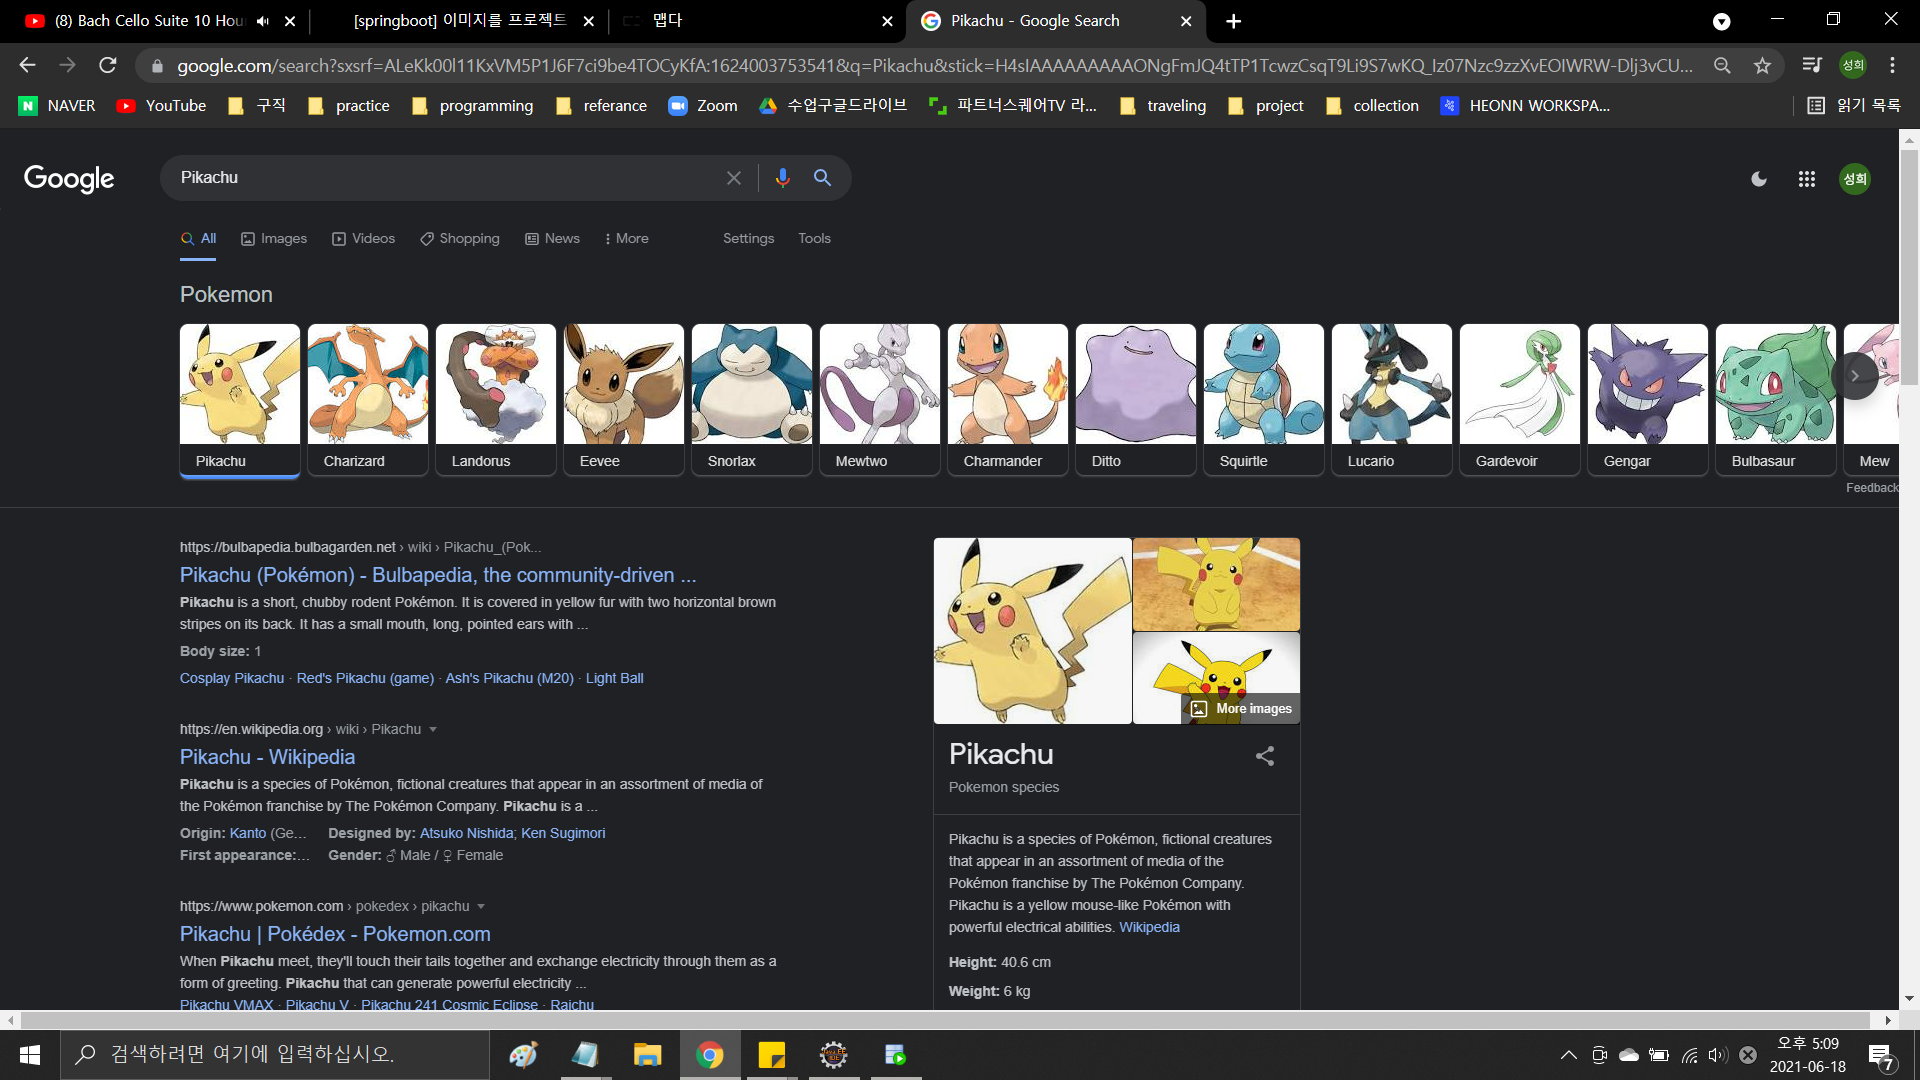 (8) Bach Cello Suite 10 Hou
[springboot] 이미지를 프로젝트
맵다
Pikachu - Google Search
google.com/search?sxsrf=ALeKk00l11KxVM5P1J6F7ci9be4TOCyKfA:1624003753541&q=Pikachu&stick=H4sIAAAAAAAAAONgFmJQ4tTP1TcwzCsqT9Li9S7wKQ_Iz07Nzc9zzXvEOIWRW-Dlj3vCU...
성희
NAVER
YouTube
구직
practice
programming
referance
Zoom
수업구글드라이브
파트너스퀘어TV 라...
traveling
project
collection
HEONN WORKSPA...
읽기 목록
Google
Pikachu
성희
All
Images
Videos
Shopping
News
More
Settings
Tools
Pokemon
Pikachu
Charizard
Landorus
Eevee
Snorlax
Mewtwo
Charmander
Ditto
Squirtle
Lucario
Gardevoir
Gengar
Bulbasaur
Mew
Feedback
https://bulbapedia.bulbagarden.net › wiki › Pikachu_(Pok...
Pikachu (Pokémon) - Bulbapedia, the community-driven ...
Pikachu is a short, chubby rodent Pokémon. It is covered in yellow fur with two horizontal brown
stripes on its back. It has a small mouth, long, pointed ears with ...
Body size: 1
Cosplay Pikachu · Red's Pikachu (game) · Ash's Pikachu (M20) · Light Ball
https://en.wikipedia.org › wiki › Pikachu
Pikachu - Wikipedia
Pikachu is a species of Pokémon, fictional creatures that appear in an assortment of media of
the Pokémon franchise by The Pokémon Company. Pikachu is a ...
Origin: Kanto (Ge... Designed by: Atsuko Nishida; Ken Sugimori
First appearance:... Gender: ♂ Male / ♀ Female
https://www.pokemon.com › pokedex › pikachu
Pikachu | Pokédex - Pokemon.com
When Pikachu meet, they'll touch their tails together and exchange electricity through them as a
form of greeting. Pikachu that can generate powerful electricity ...
Pikachu VMAX · Pikachu V · Pikachu 241 Cosmic Eclipse · Raichu
More images
Pikachu
Pokemon species
Pikachu is a species of Pokémon, fictional creatures
that appear in an assortment of media of the
Pokémon franchise by The Pokémon Company.
Pikachu is a yellow mouse-like Pokémon with
powerful electrical abilities. Wikipedia
Height: 40.6 cm
Weight: 6 kg
검색하려면 여기에 입력하십시오.
오후 5:09
2021-06-18
7